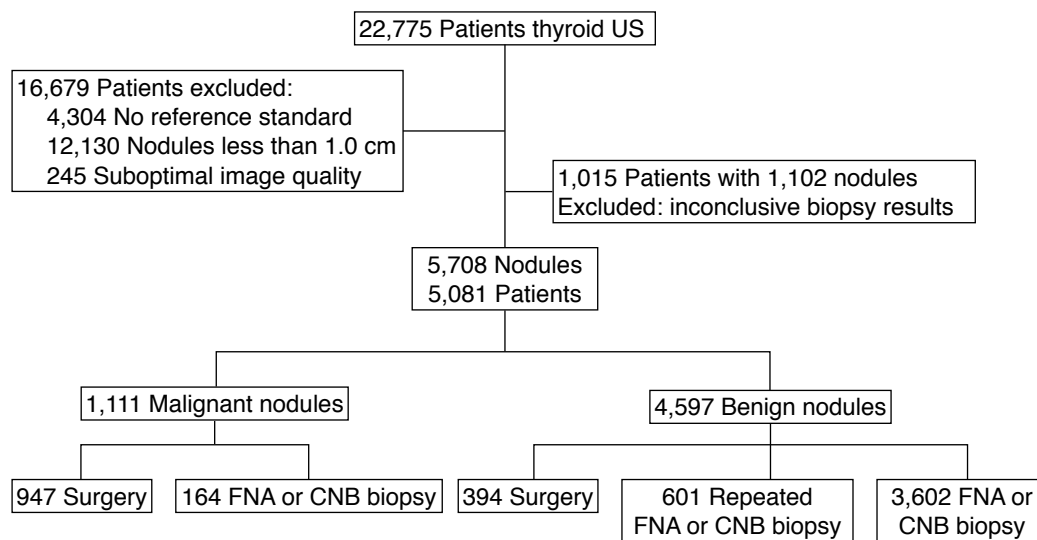 22,775 Patients thyroid US
16,679 Patients excluded:
4,304 No reference standard
12,130 Nodules less than 1.0 cm
245 Suboptimal image quality
1,015 Patients with 1,102 nodules
Excluded: inconclusive biopsy results
5,708 Nodules
5,081 Patients
1,111 Malignant nodules
4,597 Benign nodules
947 Surgery
164 FNA or CNB biopsy
394 Surgery
601 Repeated
FNA or CNB biopsy
3,602 FNA or
CNB biopsy